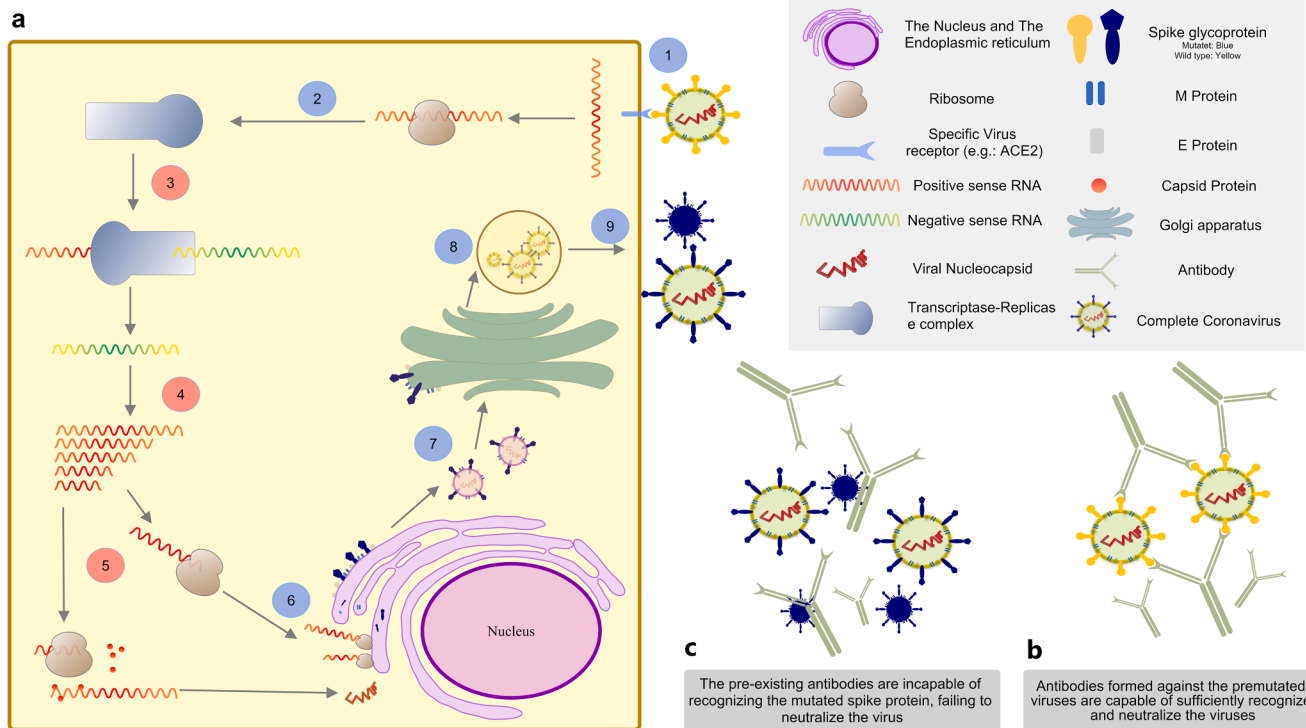 a
1
2
3
4
5
6
7
8
9
Nucleus
The Nucleus and The
Endoplasmic reticulum
Ribosome
Specific Virus
receptor (e.g.: ACE2)
Positive sense RNA
Negative sense RNA
Viral Nucleocapsid
Transcriptase-Replicas
e complex
Spike glycoprotein
Mutatet: Blue
Wild type: Yellow
M Protein
E Protein
Capsid Protein
Golgi apparatus
Antibody
Complete Coronavirus
c
The pre-existing antibodies are incapable of
recognizing the mutated spike protein, failing to
neutralize the virus
b
Antibodies formed against the premutated
viruses are capable of sufficiently recognize
and neutralize the viruses